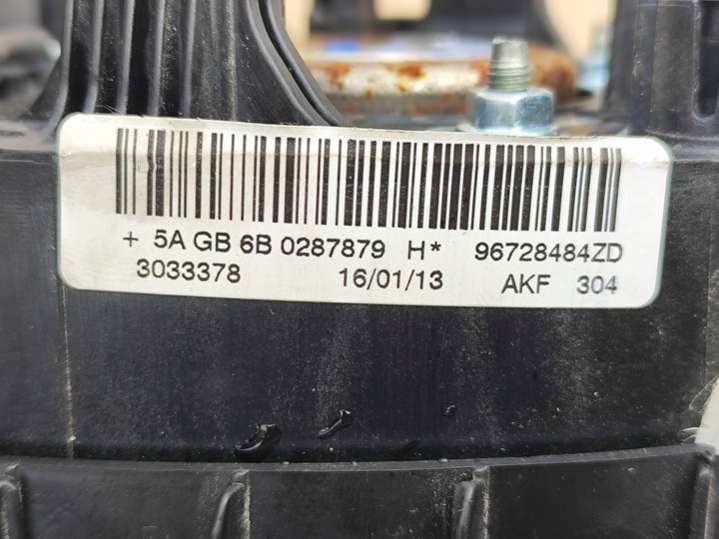 + 5A GB 6B 0287879 H* 96728484ZD
3033378 16/01/13 AKF 304